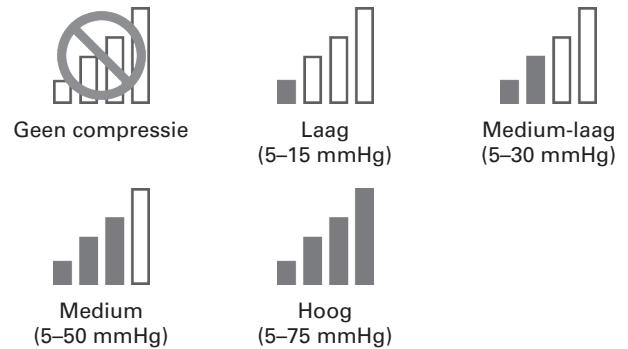 Geen compressie
Laag
(5–15 mmHg)
Medium-laag
(5–30 mmHg)
Medium
(5–50 mmHg)
Hoog
(5–75 mmHg)